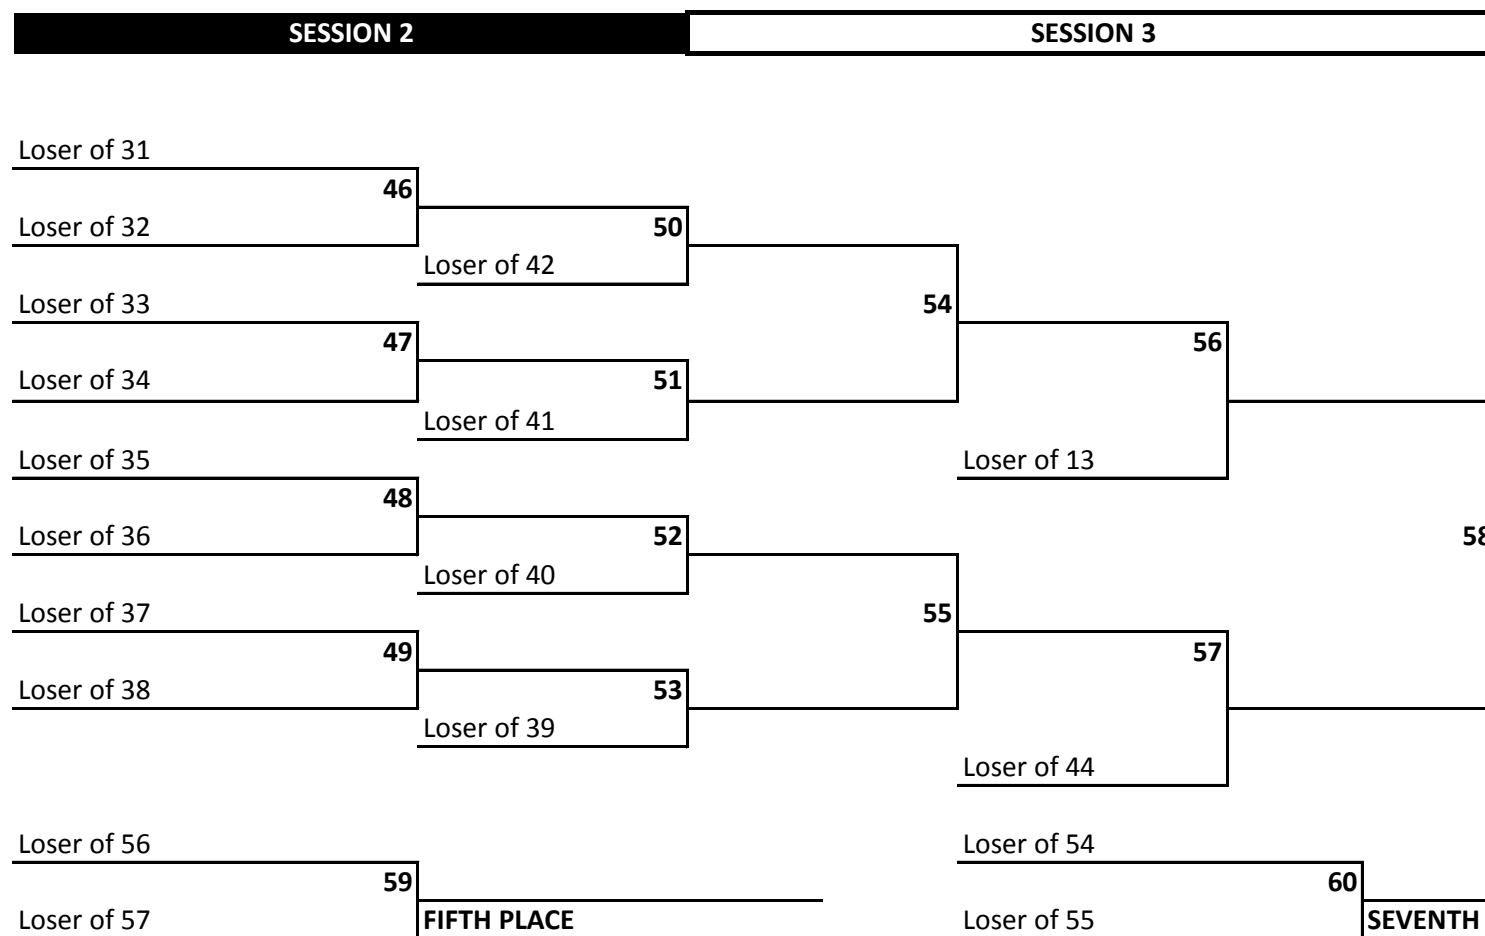 SESSION 2 SESSION 3
Loser of 31
46
Loser of 32 50
Loser of 42
Loser of 33 54
47 56
Loser of 34 51
Loser of 41
Loser of 35 Loser of 13
48
Loser of 36 52 58
Loser of 40
Loser of 37 55
49 57
Loser of 38 53
Loser of 39
Loser of 44
Loser of 56 Loser of 54
59 60
Loser of 57 FIFTH PLACE Loser of 55 SEVENTH